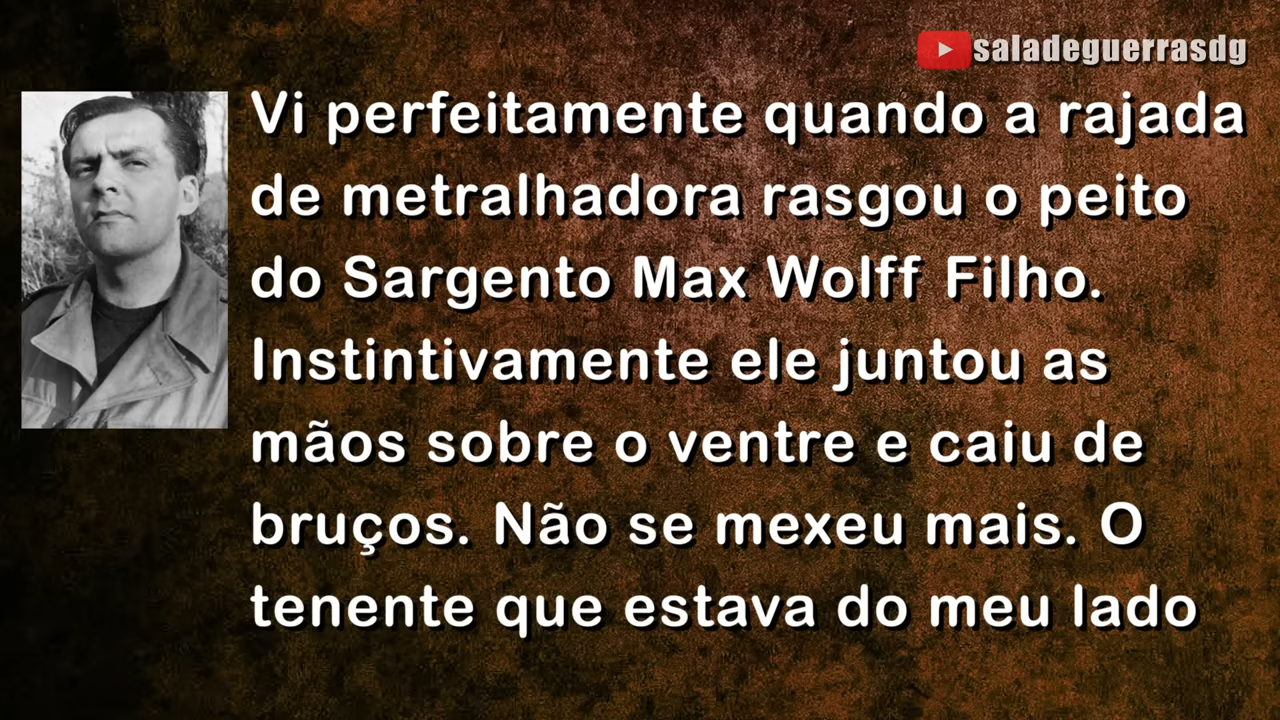 saladeguerrasdg
Vi perfeitamente quando a rajada
de metralhadora rasgou o peito
do Sargento Max Wolff Filho.
Instintivamente ele juntou as
mãos sobre o ventre e caiu de
bruços. Não se mexeu mais. O
tenente que estava do meu lado